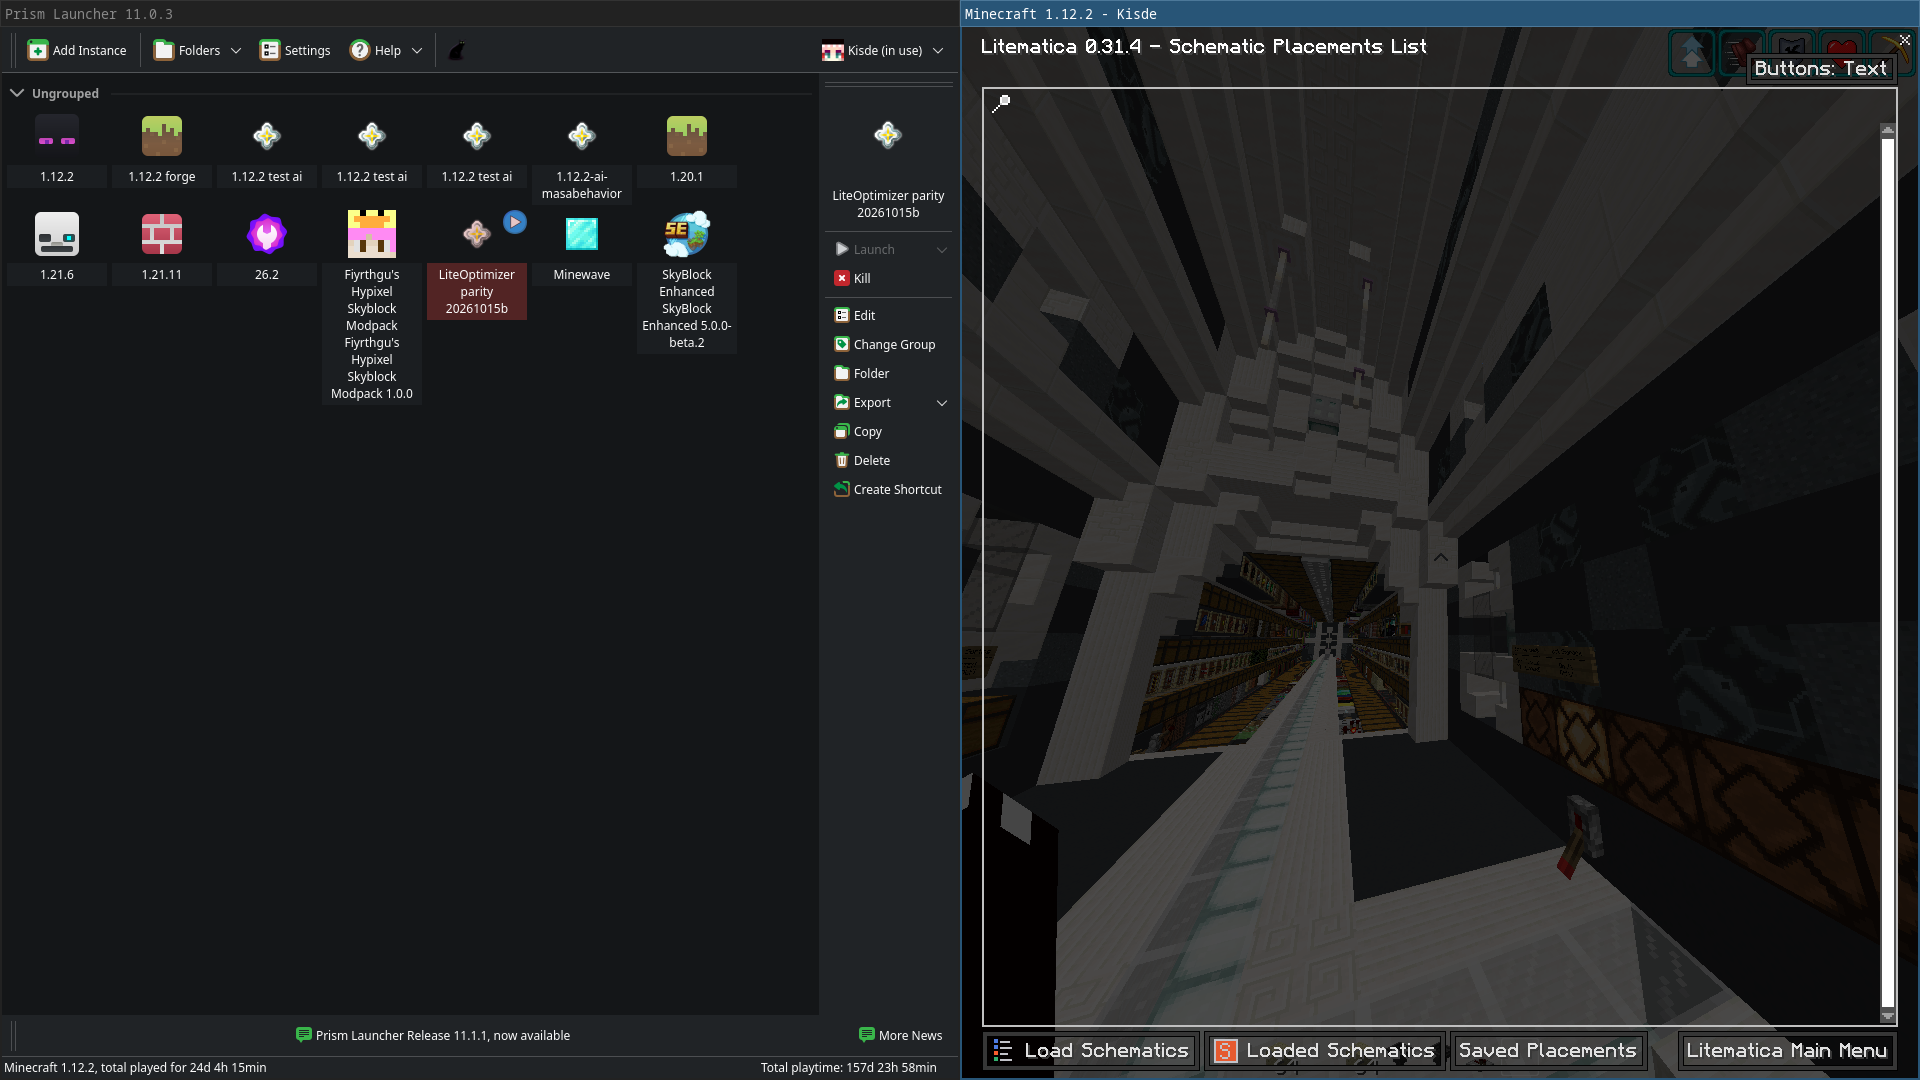 Prism Launcher 11.0.3
Add Instance
Folders
Settings
Help
Kisde (in use)
Ungrouped
1.12.2
1.12.2 forge
1.12.2 test ai
1.12.2 test ai
1.12.2 test ai
1.12.2-ai-
masabehavior
1.20.1
1.21.6
1.21.11
26.2
Fiyrthgu's
Hypixel
Skyblock
Modpack
Fiyrthgu's
Hypixel
Skyblock
Modpack 1.0.0
LiteOptimizer
parity
20261015b
Minewave
SE
SkyBlock
Enhanced
SkyBlock
Enhanced 5.0.0-
beta.2
LiteOptimizer parity
20261015b
Launch
Kill
Edit
Change Group
Folder
Export
Copy
Delete
Create Shortcut
Prism Launcher Release 11.1.1, now available
More News
Minecraft 1.12.2, total played for 24d 4h 15min
Total playtime: 157d 23h 58min
Minecraft 1.12.2 - Kisde
Litematica 0.31.4 - Schematic Placements List
Buttons: Text
Load Schematics
S
Loaded Schematics
Saved Placements
Litematica Main Menu